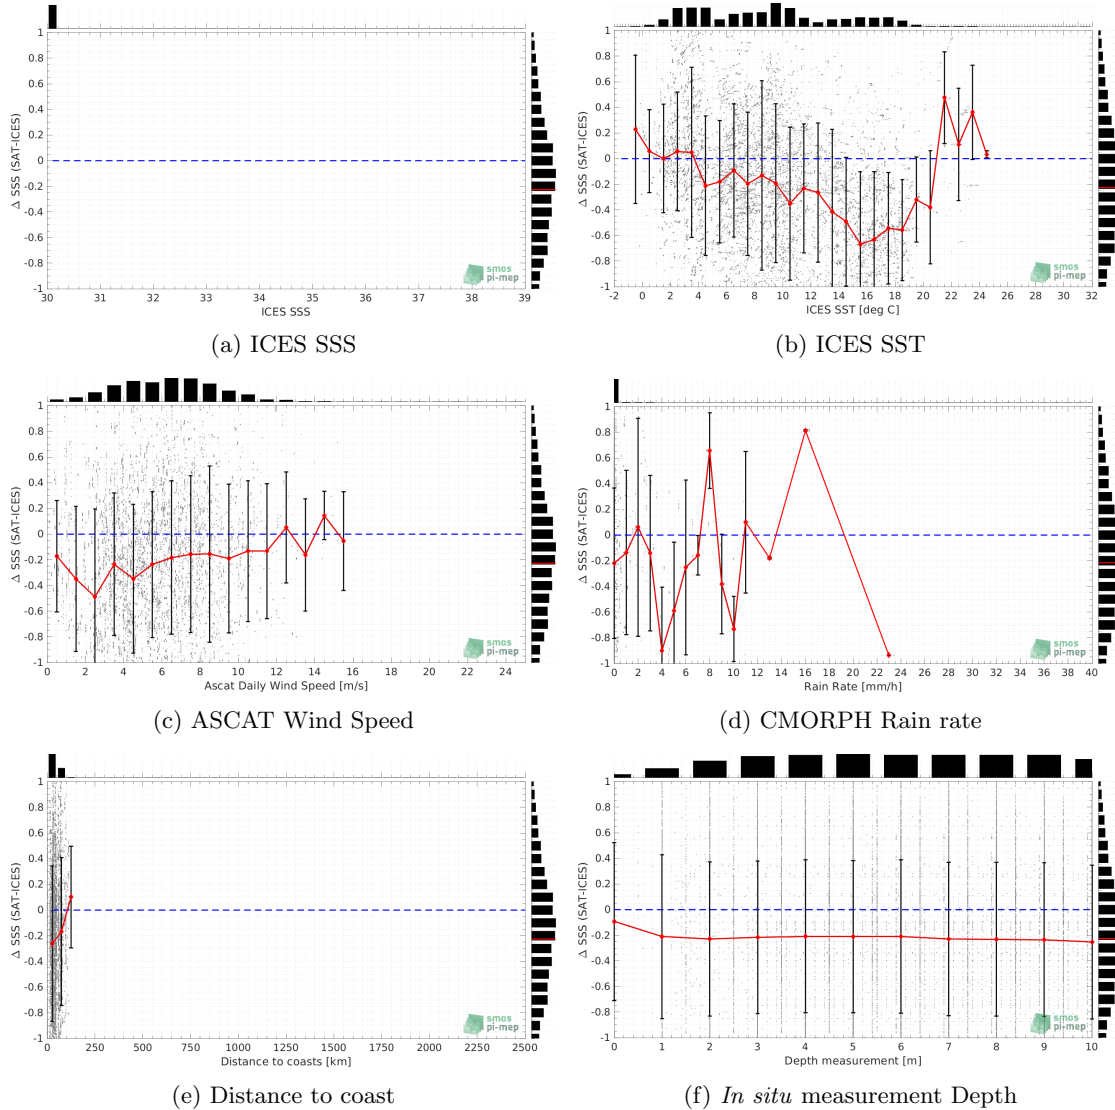 Δ SSS (SAT-ICES)
1
0.8
0.6
0.4
0.2
0
-0.2
-0.4
-0.6
-0.8
-1
30 31 32 33 34 35 36 37 38 39
ICES SSS
smos
pi-mep
(a) ICES SSS
Δ SSS (SAT-ICES)
1
0.8
0.6
0.4
0.2
0
-0.2
-0.4
-0.6
-0.8
-1
-2 0 2 4 6 8 10 12 14 16 18 20 22 24 26 28 30 32
ICES SST [deg C]
smos
pi-mep
(b) ICES SST
Δ SSS (SAT-ICES)
1
0.8
0.6
0.4
0.2
0
-0.2
-0.4
-0.6
-0.8
-1
0 2 4 6 8 10 12 14 16 18 20 22 24
Ascat Daily Wind Speed [m/s]
smos
pi-mep
(c) ASCAT Wind Speed
Δ SSS (SAT-ICES)
1
0.8
0.6
0.4
0.2
0
-0.2
-0.4
-0.6
-0.8
-1
0 2 4 6 8 10 12 14 16 18 20 22 24 26 28 30 32 34 36 38 40
Rain Rate [mm/h]
smos
pi-mep
(d) CMORPH Rain rate
Δ SSS (SAT-ICES)
1
0.8
0.6
0.4
0.2
0
-0.2
-0.4
-0.6
-0.8
-1
0 250 500 750 1000 1250 1500 1750 2000 2250 2500
Distance to coasts [km]
smos
pi-mep
(e) Distance to coast
Δ SSS (SAT-ICES)
1
0.8
0.6
0.4
0.2
0
-0.2
-0.4
-0.6
-0.8
-1
0 1 2 3 4 5 6 7 8 9 10
Depth measurement [m]
smos
pi-mep
(f) In situ measurement Depth